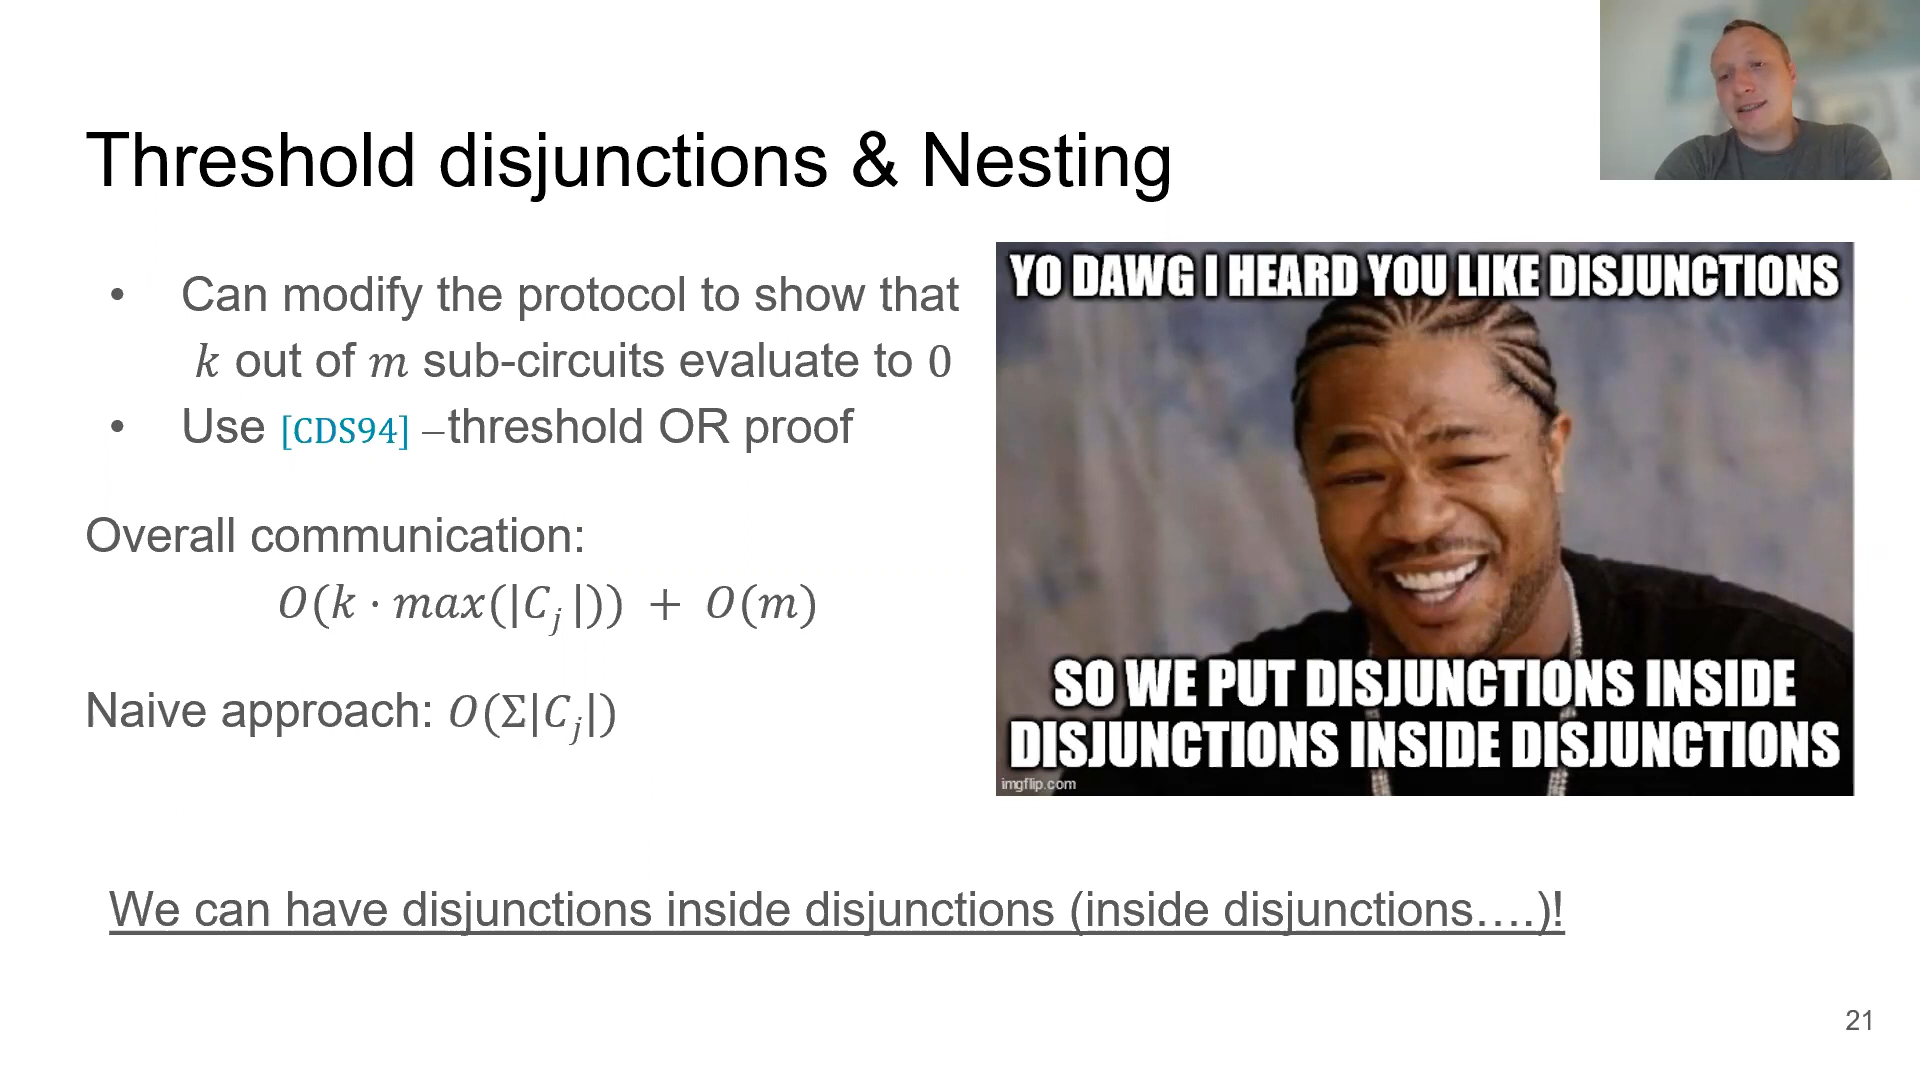 Threshold disjunctions & Nesting
• Can modify the protocol to show that
k out of m sub-circuits evaluate to 0
• Use [CDS94] –threshold OR proof
Overall communication:
O(k · max(|C_j|)) + O(m)
Naive approach: O(Σ|C_j|)
YO DAWG I HEARD YOU LIKE DISJUNCTIONS
SO WE PUT DISJUNCTIONS INSIDE
DISJUNCTIONS INSIDE DISJUNCTIONS
imgflip.com
We can have disjunctions inside disjunctions (inside disjunctions….)!
21